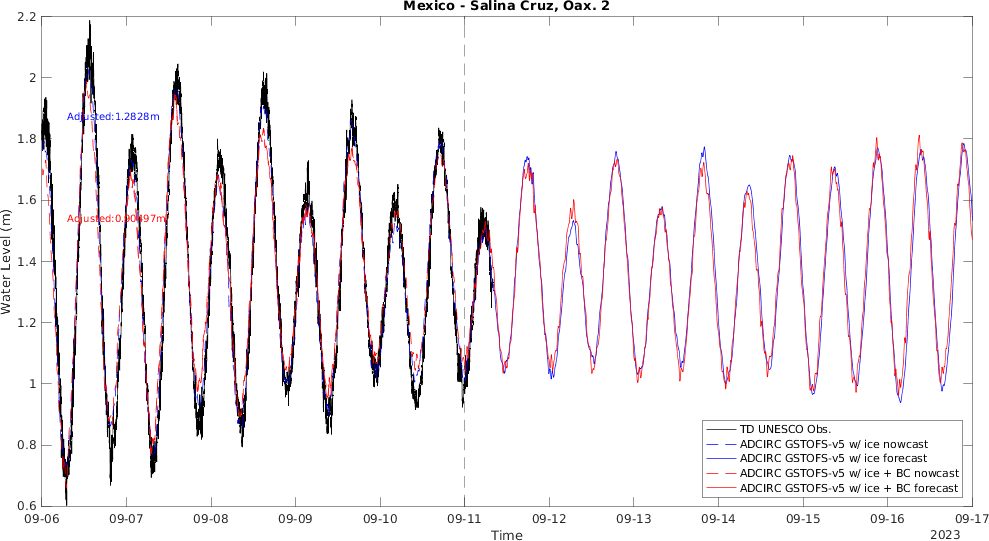 Mexico - Salina Cruz, Oax. 2
Water Level (m)
2.2
2
1.8
1.6
1.4
1.2
1
0.8
0.6
Adjusted:1.2828m
TD UNESCO Obs.
ADCIRC GSTOFS-v5 w/ ice nowcast
ADCIRC GSTOFS-v5 w/ ice forecast
ADCIRC GSTOFS-v5 w/ ice + BC nowcast
ADCIRC GSTOFS-v5 w/ ice + BC forecast
09-06 09-07 09-08 09-09 09-10 09-11 09-12 09-13 09-14 09-15 09-16 09-17
Time
2023